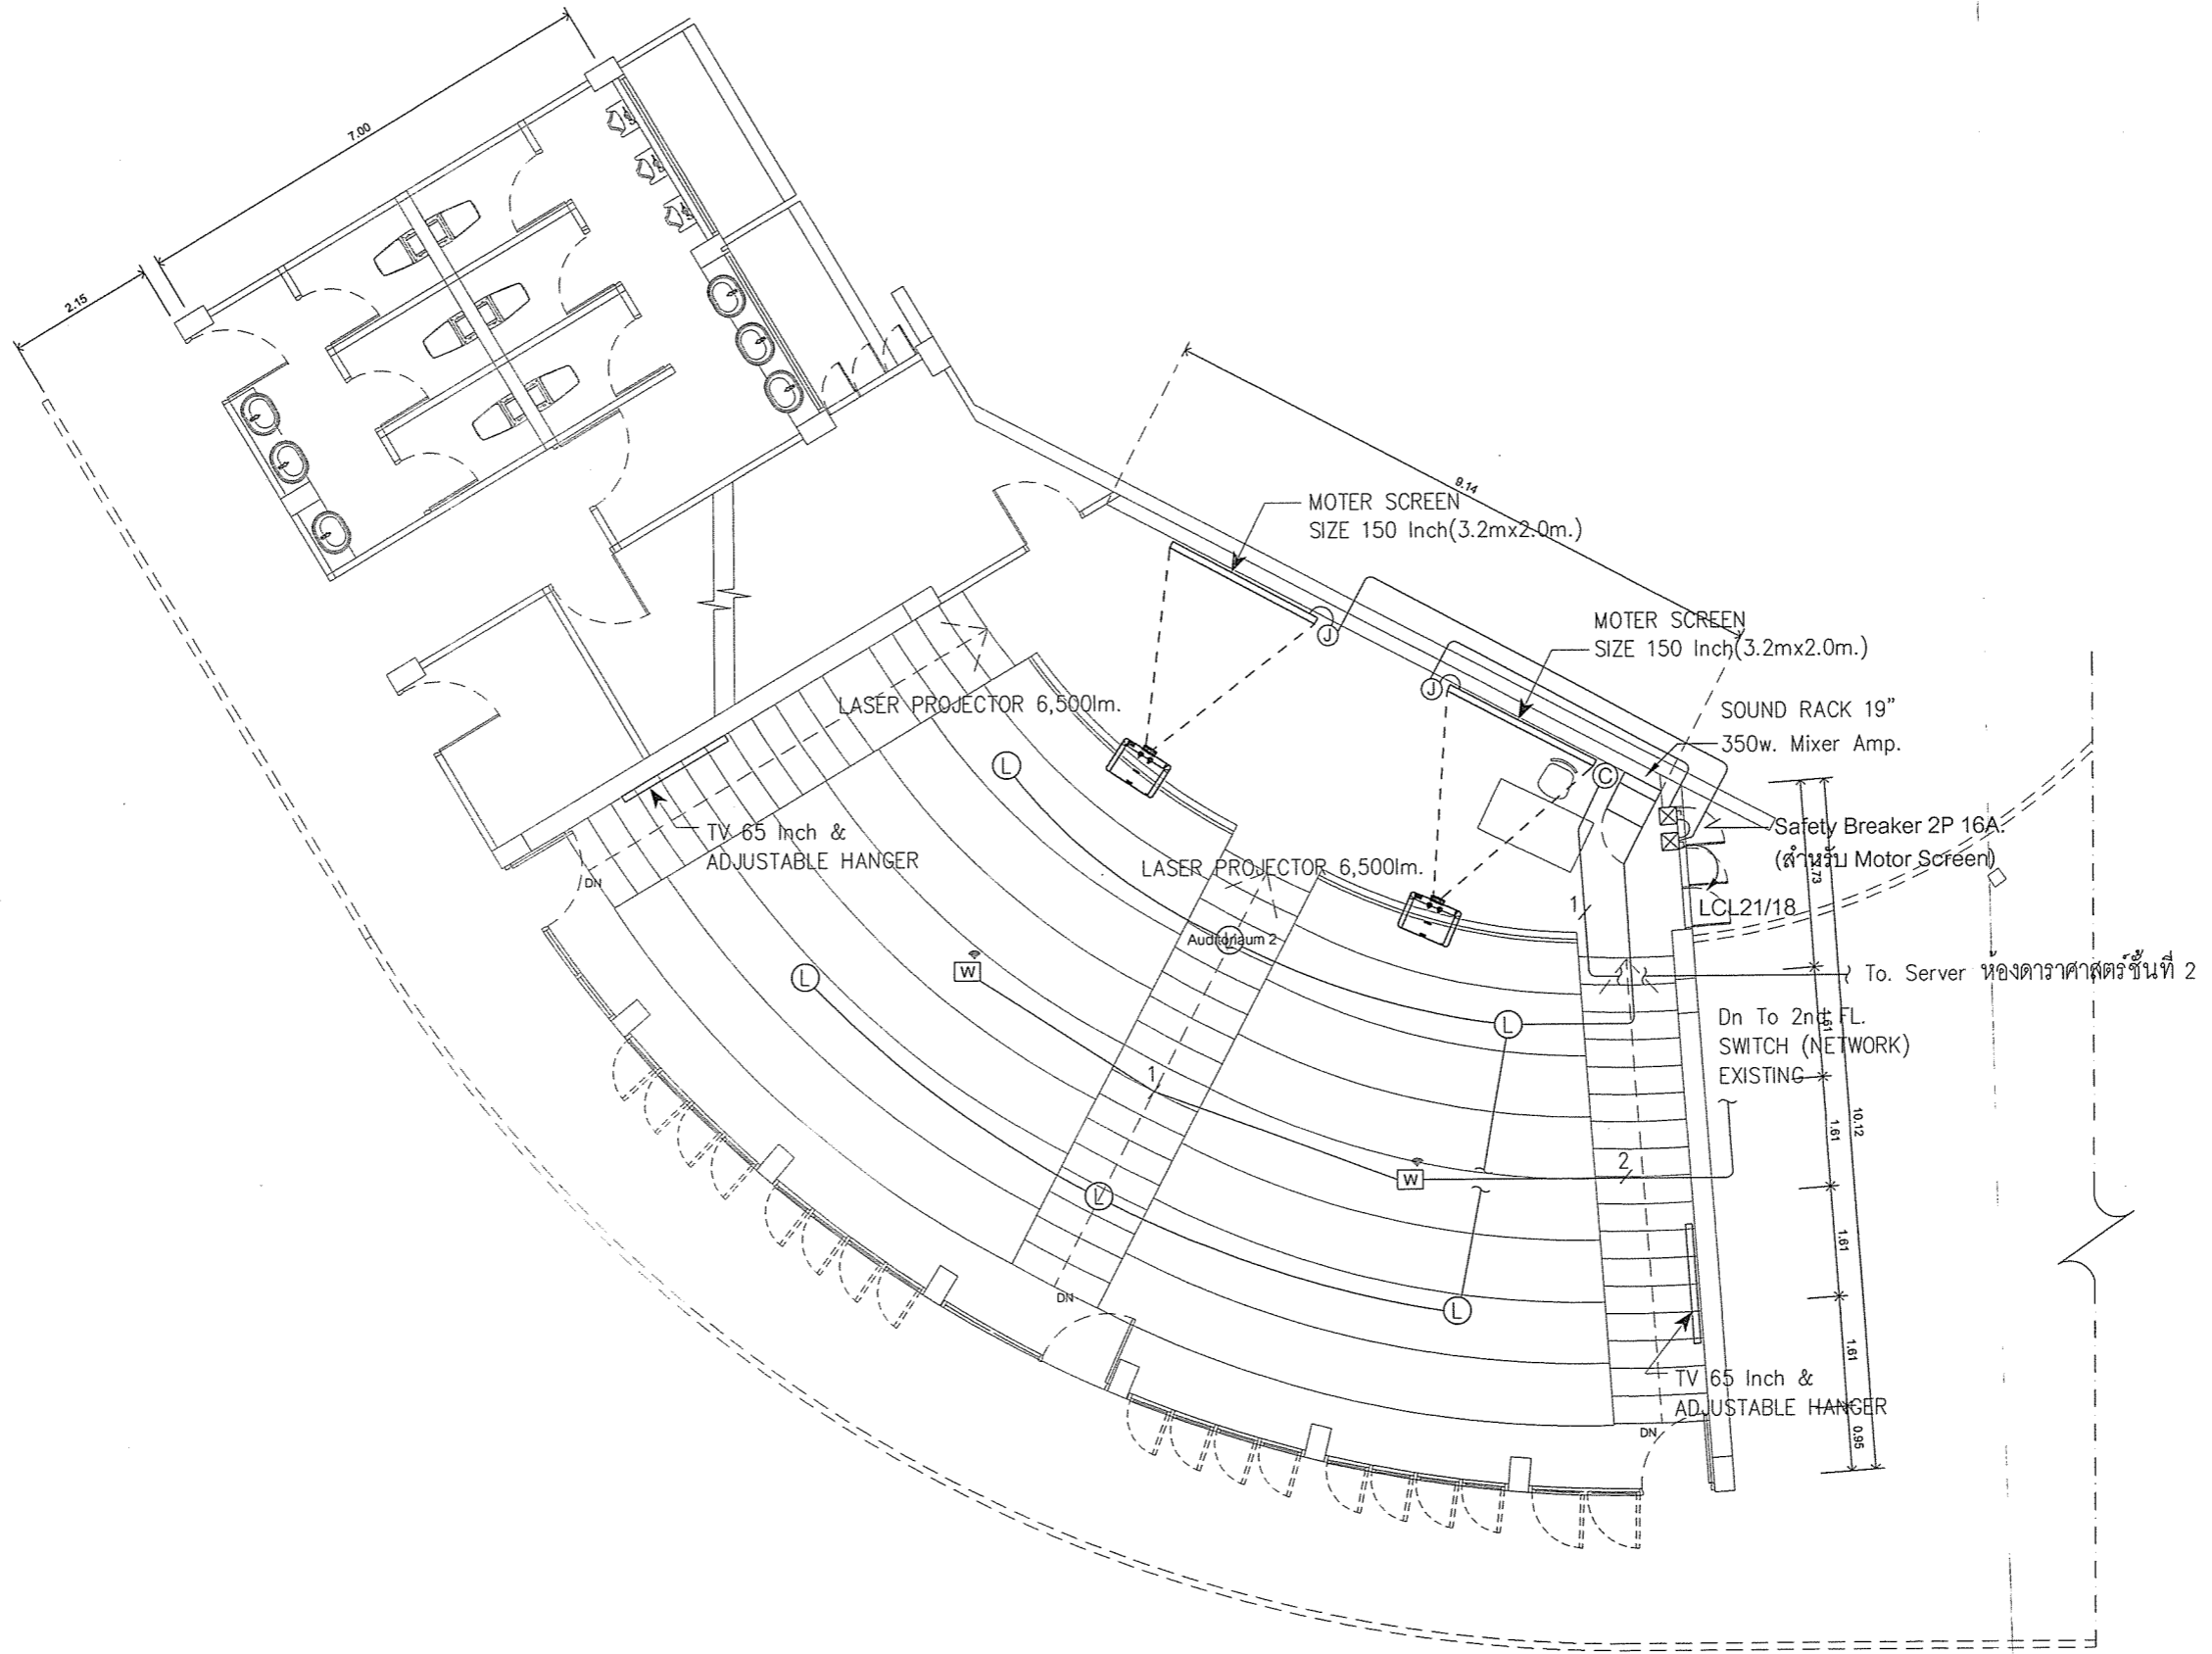 7.00
2.15
9.14
MOTER SCREEN
SIZE 150 Inch(3.2mx2.0m.)
J
MOTER SCREEN
SIZE 150 Inch(3.2mx2.0m.)
J
LASER PROJECTOR 6,500lm.
SOUND RACK 19"
350w. Mixer Amp.
L
C
TV 65 Inch &
ADJUSTABLE HANGER
Safety Breaker 2P 16A.
(สำหรับ Motor Screen)
LASER PROJECTOR 6,500lm.
DN
1
LCL21/18
L
Auditoriaum 2
L
W
To. Server ห้องดาราศาสตร์ชั้นที่ 2
L
Dn To 2nd FL.
SWITCH (NETWORK)
EXISTING
1.61
1
10.12
1.61
2
W
L
1.61
DN
L
1.61
TV 65 Inch &
ADJUSTABLE HANGER
DN
0.95